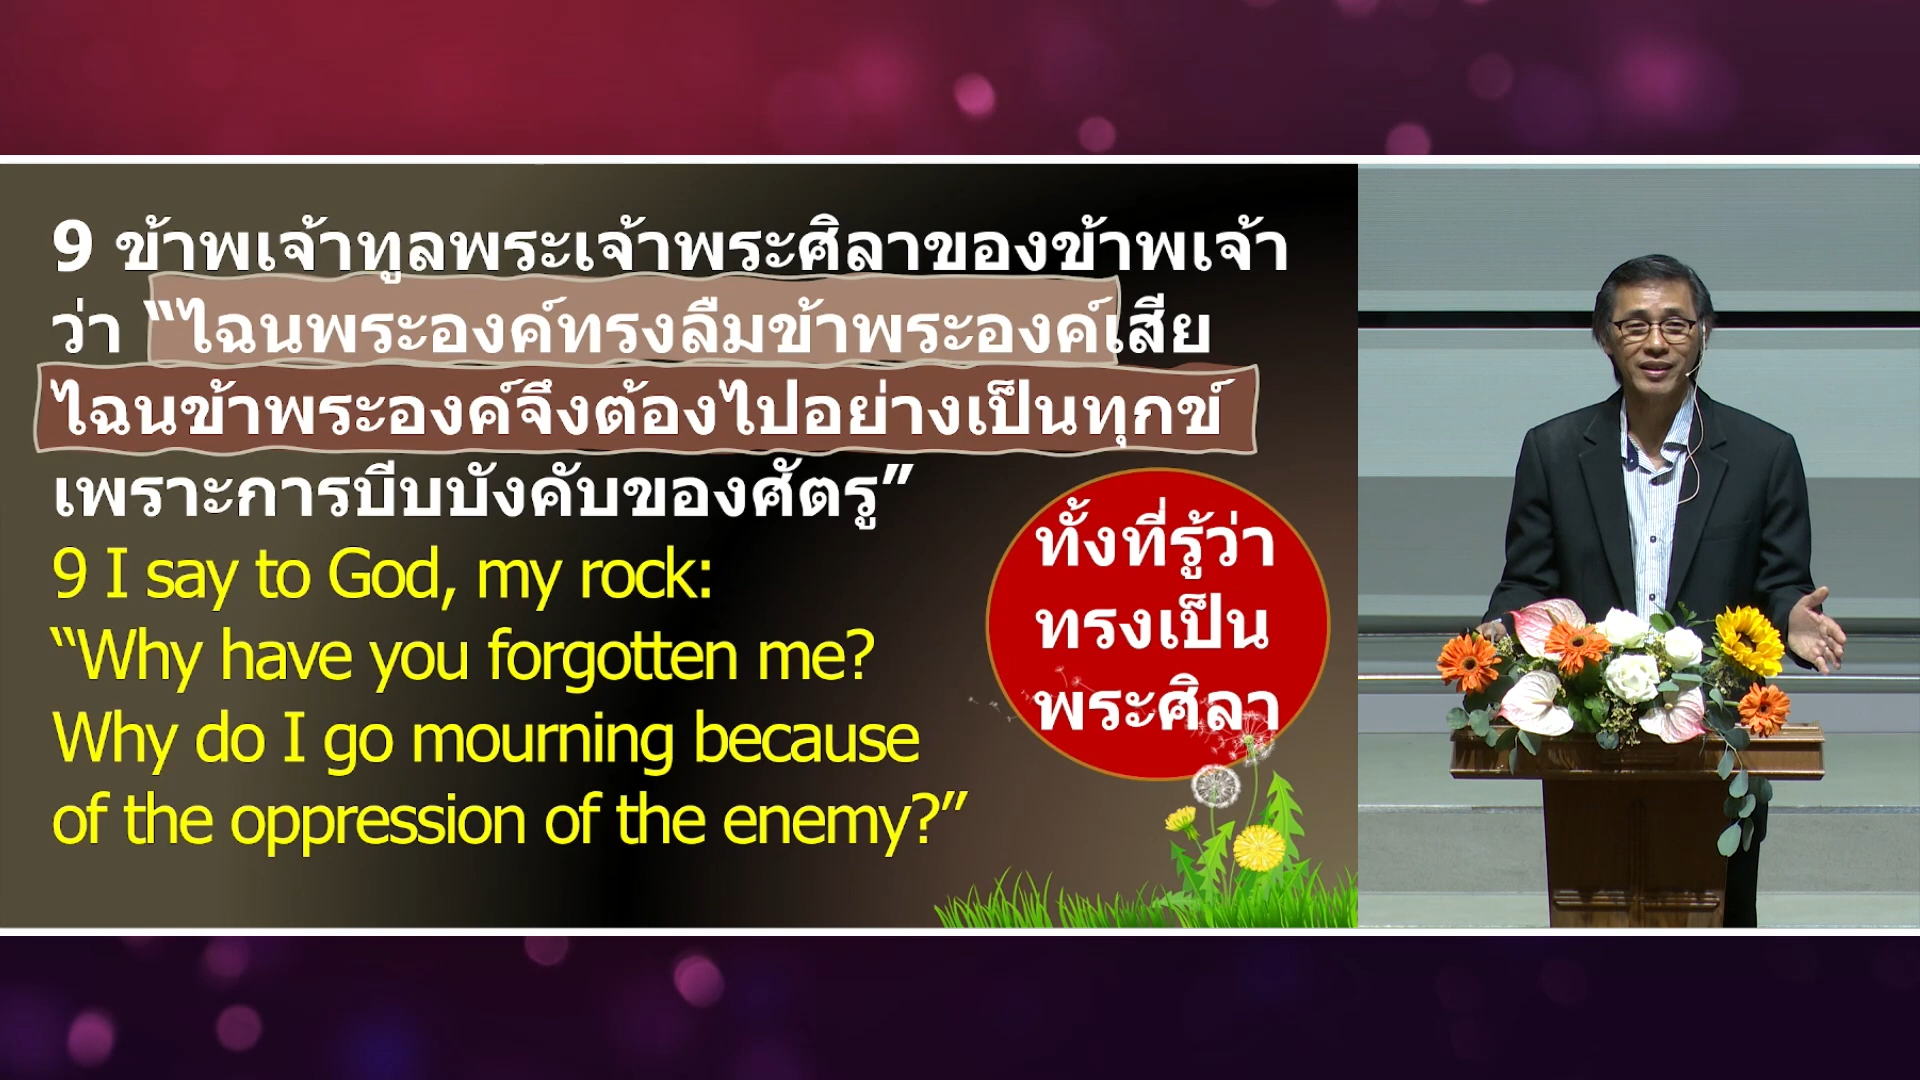 9 ข้าพเจ้าทูลพระเจ้าพระศิลาของข้าพเจ้า
ว่า “ไฉนพระองค์ทรงลืมข้าพระองค์เสีย
ไฉนข้าพระองค์จึงต้องไปอย่างเป็นทุกข์
เพราะการบีบบังคับของศัตรู”
9 I say to God, my rock:
“Why have you forgotten me?
Why do I go mourning because
of the oppression of the enemy?”
ทั้งที่รู้ว่า
ทรงเป็น
พระศิลา